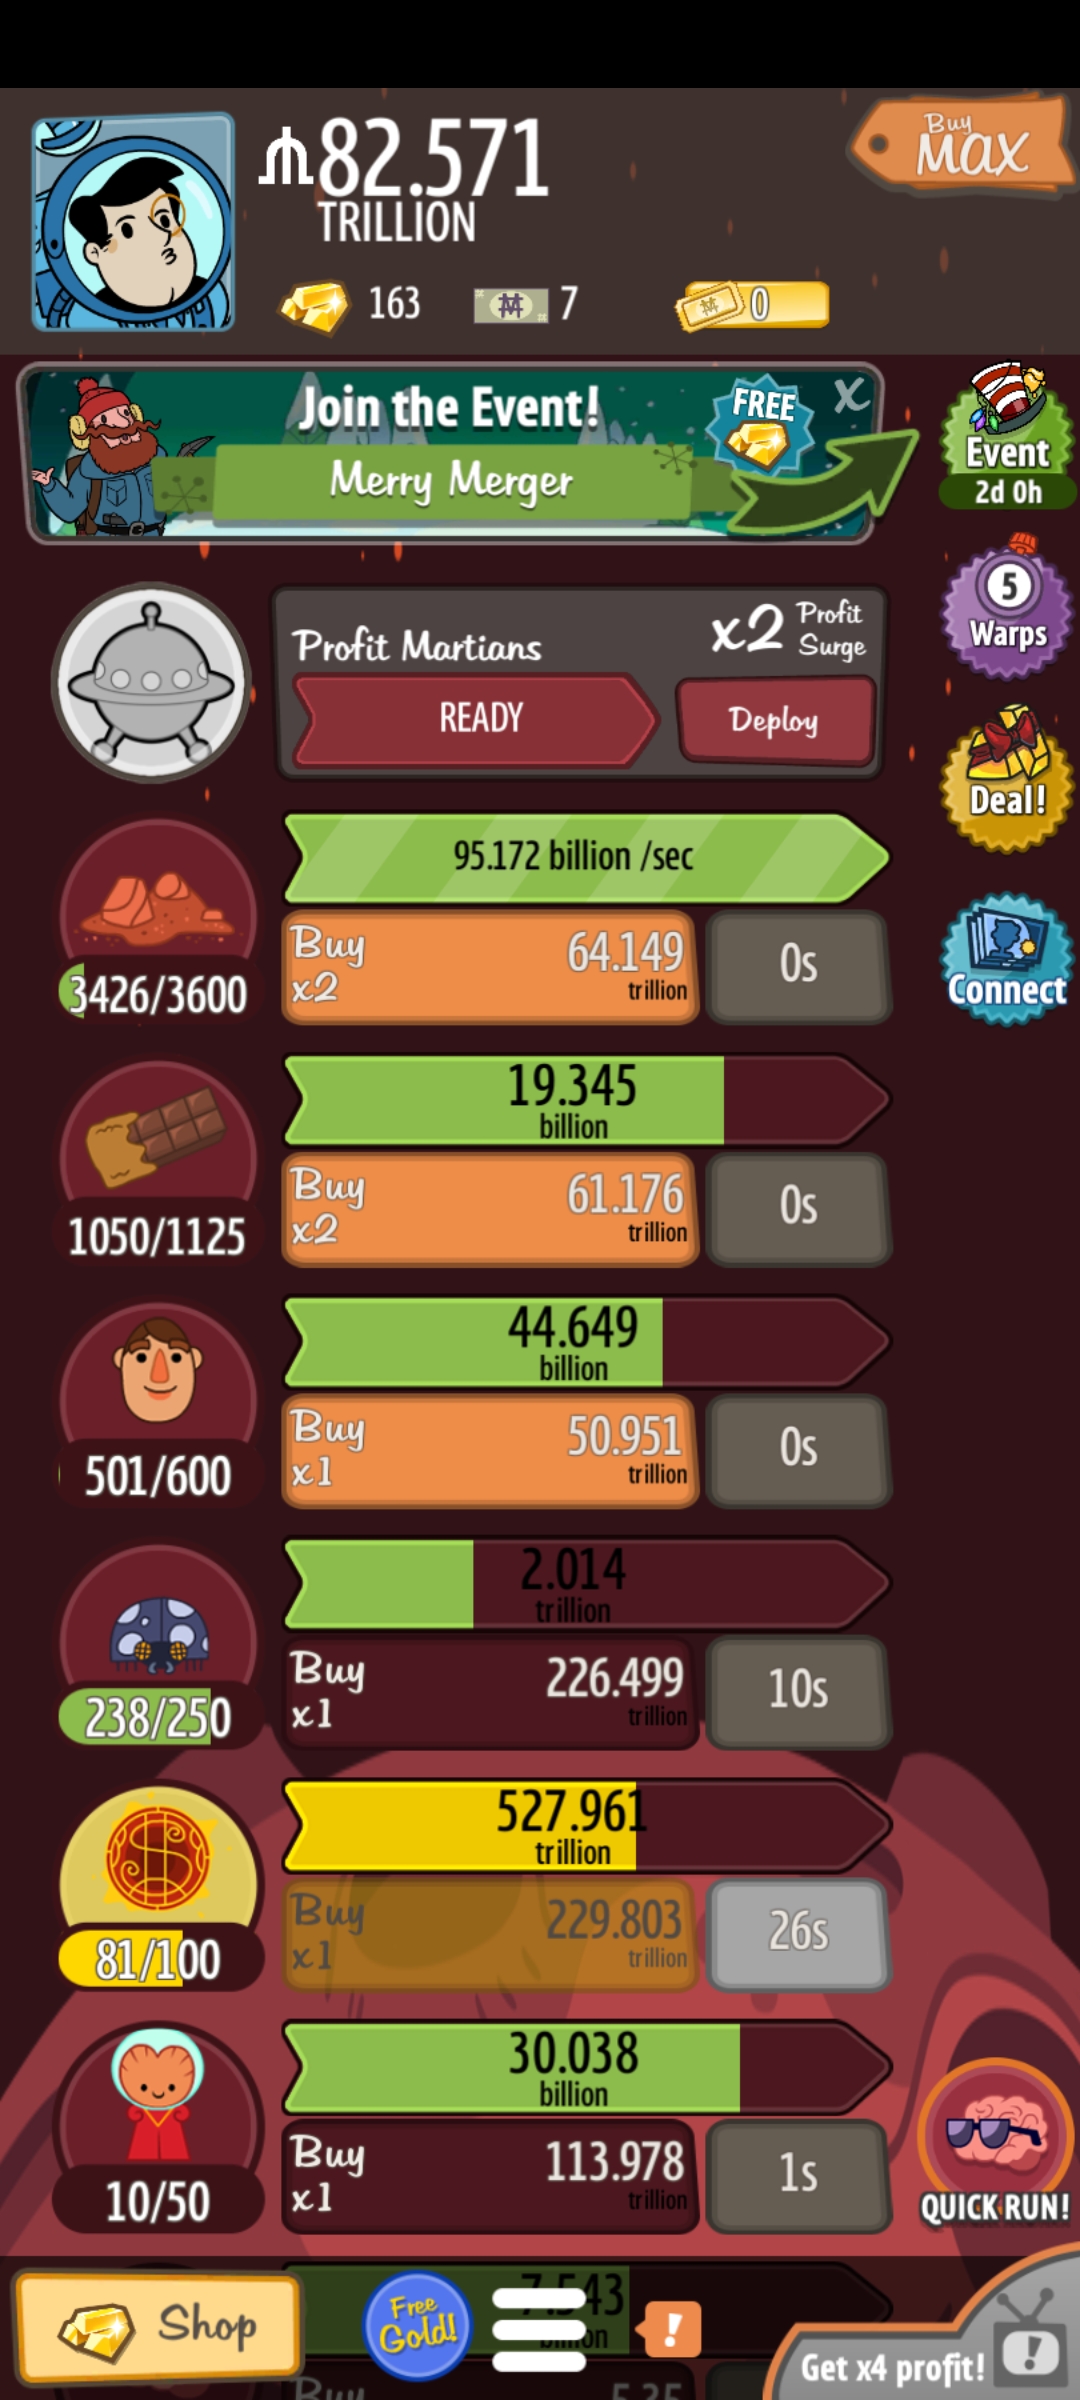 82.571
TRILLION
Buy
MAX
163
7
0
Join the Event!
FREE
X
Merry Merger
Event
2d 0h
5
Warps
Profit Martians
x2 Profit
Surge
READY
Deploy
Deal!
95.172 billion /sec
Buy
x2
64.149
trillion
0s
3426/3600
Connect
19.345
billion
Buy
x2
61.176
trillion
0s
1050/1125
44.649
billion
Buy
x1
50.951
trillion
0s
501/600
2.014
trillion
Buy
x1
226.499
trillion
10s
238/250
527.961
trillion
Buy
x1
229.803
trillion
26s
81/100
30.038
billion
Buy
x1
113.978
trillion
1s
10/50
QUICK RUN!
Shop
Free
Gold!
!
Get x4 profit!
!
Buy